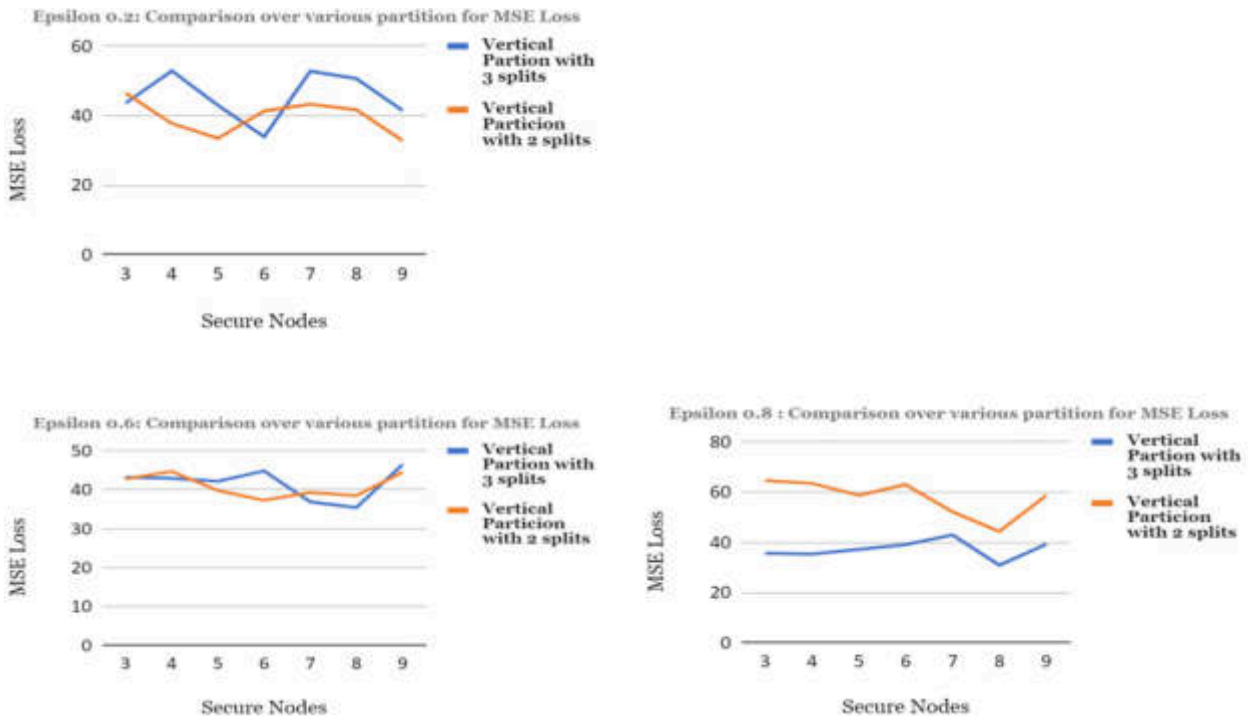 Epsilon 0.2: Comparison over various partition for MSE Loss
60
40
20
0
MSE Loss
3 4 5 6 7 8 9
Secure Nodes
Vertical
Partion with
3 splits
Vertical
Particion
with 2 splits
Epsilon 0.6: Comparison over various partition for MSE Loss
50
40
30
20
10
0
MSE Loss
3 4 5 6 7 8 9
Secure Nodes
Vertical
Partion with
3 splits
Vertical
Particion
with 2 splits
Epsilon 0.8 : Comparison over various partition for MSE Loss
80
60
40
20
0
MSE Loss
3 4 5 6 7 8 9
Secure Nodes
Vertical
Partion with
3 splits
Vertical
Particion
with 2 splits